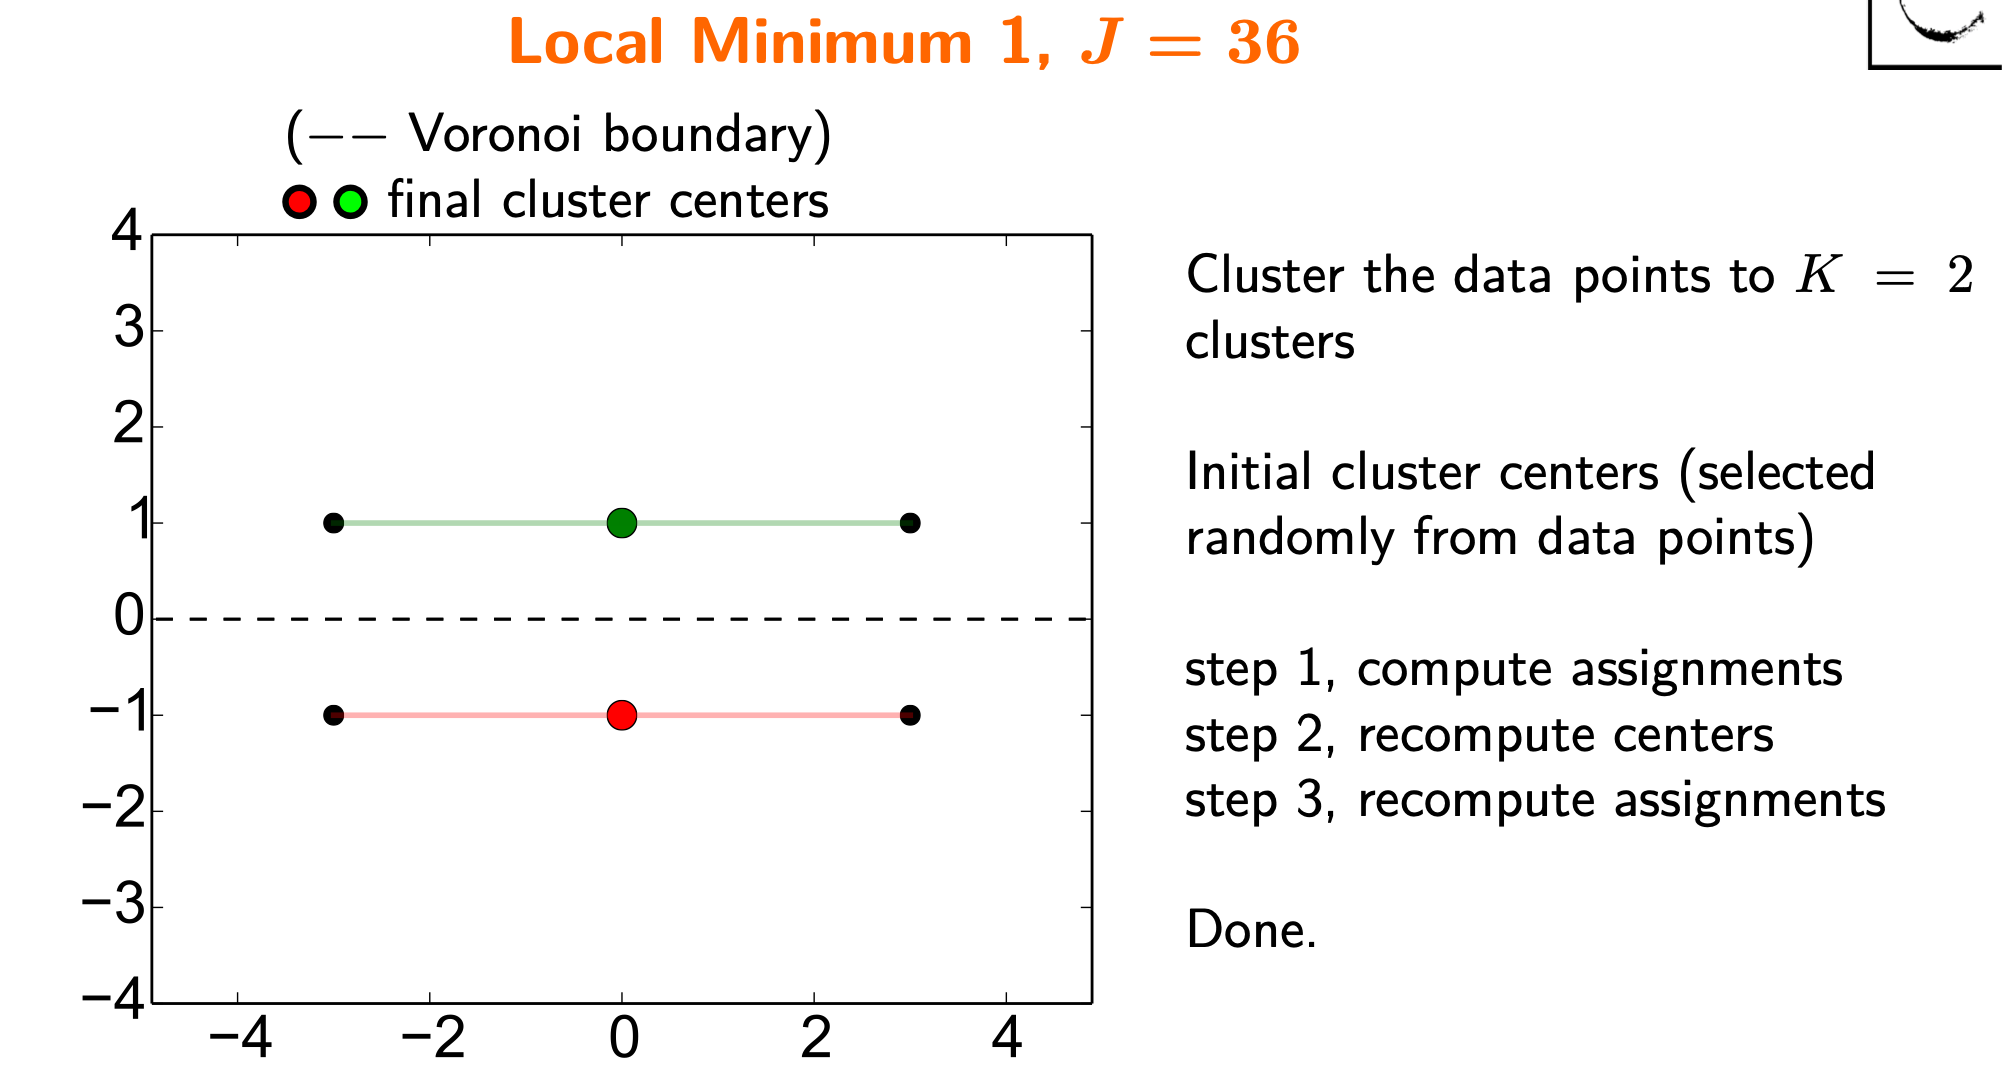 Local Minimum 1, J = 36
(−− Voronoi boundary)
final cluster centers
4
3
2
1
0
−1
−2
−3
−4
−4 −2 0 2 4
Cluster the data points to K = 2
clusters
Initial cluster centers (selected
randomly from data points)
step 1, compute assignments
step 2, recompute centers
step 3, recompute assignments
Done.